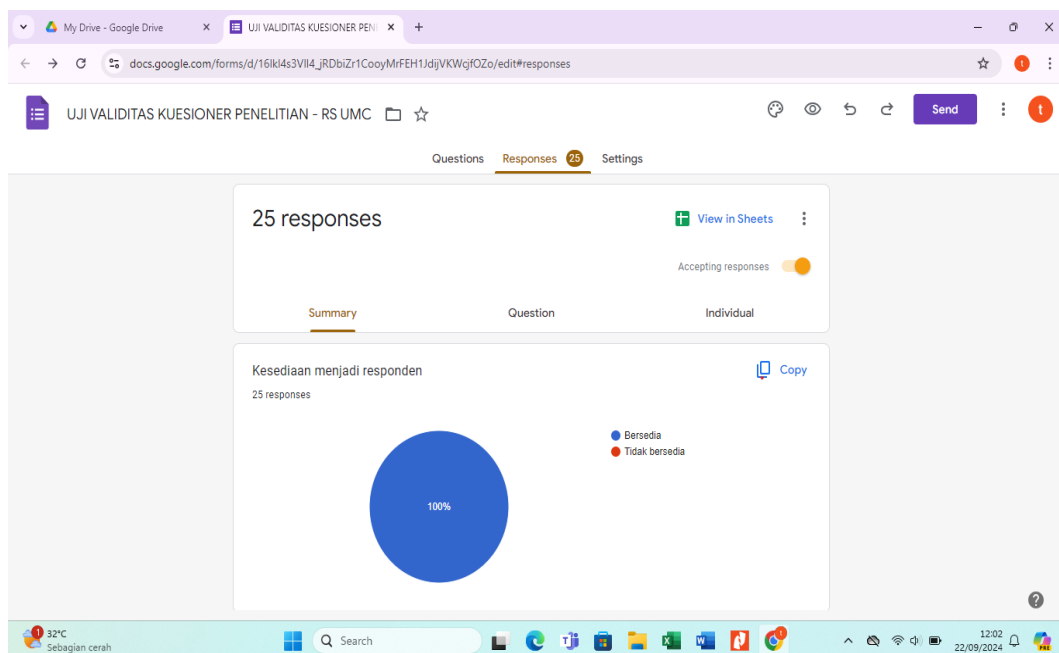 My Drive - Google Drive
UJI VALIDITAS KUESIONER PEN
docs.google.com/forms/d/16lkl4s3Vll4_jRDbiZr1CooyMrFEH1JdijVKWcjfOZo/edit#responses
t
UJI VALIDITAS KUESIONER PENELITIAN - RS UMC
Send
t
Questions Responses 25 Settings
25 responses
View in Sheets
Accepting responses
Summary Question Individual
Kesediaan menjadi responden
Copy
25 responses
Bersedia
Tidak bersedia
100%
1
32°C
Sebagian cerah
Search
12:02
22/09/2024
PRE